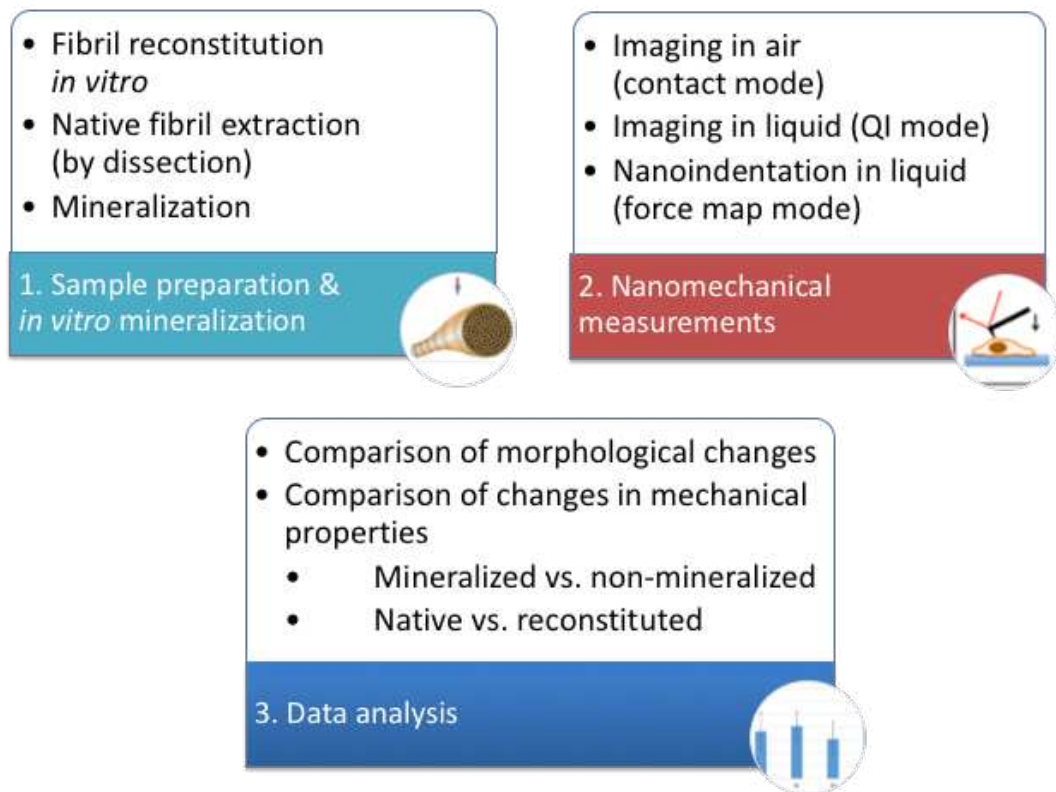 • Fibril reconstitution
in vitro
• Native fibril extraction
(by dissection)
• Mineralization
1. Sample preparation &
in vitro mineralization
• Imaging in air
(contact mode)
• Imaging in liquid (QI mode)
• Nanoindentation in liquid
(force map mode)
2. Nanomechanical
measurements
• Comparison of morphological changes
• Comparison of changes in mechanical
properties
• Mineralized vs. non-mineralized
• Native vs. reconstituted
3. Data analysis